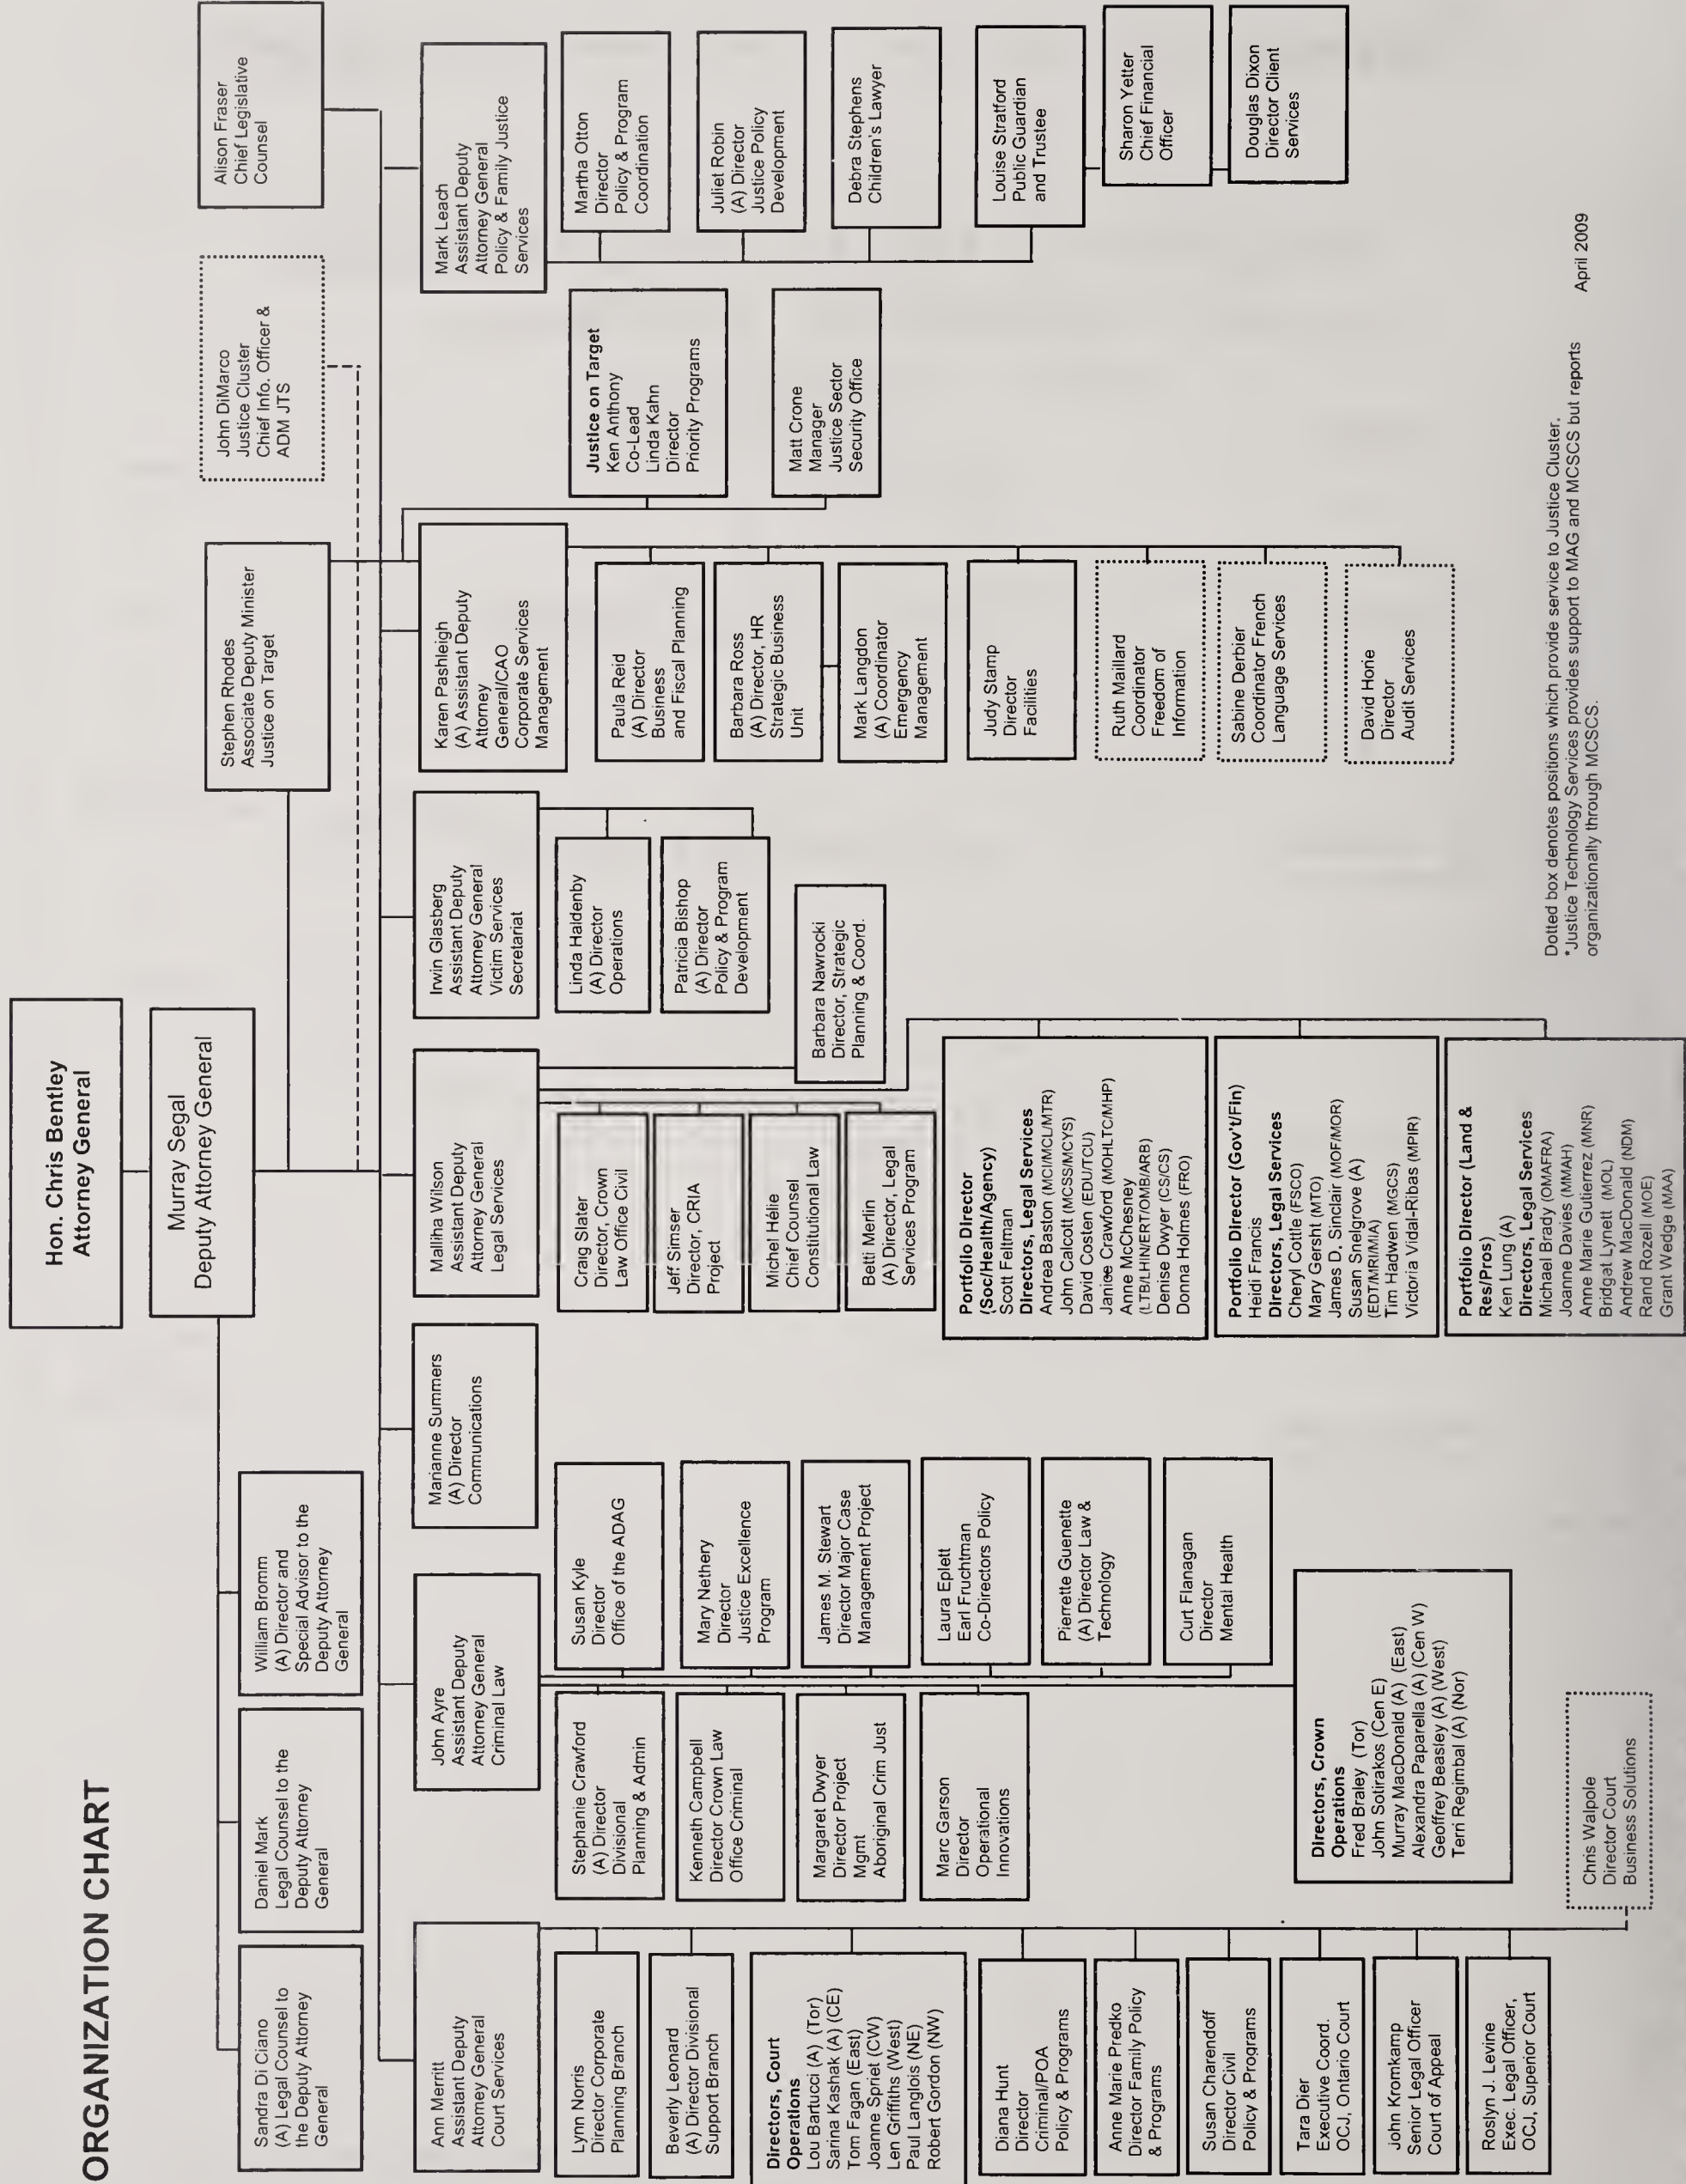 ORGANIZATION CHART
Hon. Chris Bentley
Attorney General
Murray Segal
Deputy Attorney General
Sandra Di Ciano
(A) Legal Counsel to
the Deputy Attorney
General
Daniel Mark
Legal Counsel to the
Deputy Attorney
General
William Bromm
(A) Director and
Special Advisor to the
Deputy Attorney
General
Stephen Rhodes
Associate Deputy Minister
Justice on Target
John DiMarco
Justice Cluster
Chief Info. Officer &
ADM JTS
Alison Fraser
Chief Legislative
Counsel
Ann Merritt
Assistant Deputy
Attorney General
Court Services
Lynn Norris
Director Corporate
Planning Branch
Beverly Leonard
(A) Director Divisional
Support Branch
Directors, Court
Operations
Lou Bartucci (A) (Tor)
Sarina Kashak (A) (CE)
Tom Fagan (East)
Joanne Spriet (CW)
Len Griffiths (West)
Paul Langlois (NE)
Robert Gordon (NW)
Diana Hunt
Director
Criminal/POA
Policy & Programs
Anne Marie Predko
Director Family Policy
& Programs
Susan Charendoff
Director Civil
Policy & Programs
Tara Dier
Executive Coord.
OCJ, Ontario Court
John Kromkamp
Senior Legal Officer
Court of Appeal
Roslyn J. Levine
Exec. Legal Officer,
OCJ, Superior Court
Chris Walpole
Director Court
Business Solutions
John Ayre
Assistant Deputy
Attorney General
Criminal Law
Stephanie Crawford
(A) Director
Divisional
Planning & Admin
Kenneth Campbell
Director Crown Law
Office Criminal
Margaret Dwyer
Director Project
Mgmt
Aboriginal Crim Just
Marc Garson
Director
Operational
Innovations
Susan Kyle
Director
Office of the ADAG
Mary Nethery
Director
Justice Excellence
Program
James M. Stewart
Director Major Case
Management Project
Laura Eplett
Earl Fruchtman
Co-Directors Policy
Pierrette Guenette
(A) Director Law &
Technology
Curt Flanagan
Director
Mental Health
Directors, Crown
Operations
Fred Braley (Tor)
John Sotirakos (Cen E)
Murray MacDonald (A) (East)
Alexandra Paparella (A) (Cen W)
Geoffrey Beasley (A) (West)
Terri Regimbal (A) (Nor)
Marianne Summers
(A) Director
Communications
Malliha Wilson
Assistant Deputy
Attorney General
Legal Services
Craig Slater
Director, Crown
Law Office Civil
Jeff Simser
Director, CRIA
Project
Michel Hélie
Chief Counsel
Constitutional Law
Betti Merlin
(A) Director, Legal
Services Program
Barbara Nawrocki
Director, Strategic
Planning & Coord.
Portfolio Director
(Soc/Health/Agency)
Scott Feltman
Directors, Legal Services
Andrea Baston (MCI/MCL/MTR)
John Calcott (MCSS/MCYS)
David Costen (EDU/TCU)
Janice Crawford (MOHLTC/MHP)
Anne McChesney
(LTB/LHIN/ERT/OMB/ARB)
Denise Dwyer (CS/CS)
Donna Holmes (FRO)
Portfolio Director (Gov't/Fin)
Heidi Francis
Directors, Legal Services
Cheryl Cottle (FSCO)
Mary Gersht (MTO)
James D. Sinclair (MOF/MOR)
Susan Snelgrove (A)
(EDT/MRI/MIA)
Tim Hadwen (MGCS)
Victoria Vidal-Ribas (MPIR)
Portfolio Director (Land &
Res/Pros)
Ken Lung (A)
Directors, Legal Services
Michael Brady (OMAFRA)
Joanne Davies (MMAH)
Anne Marie Gutierrez (MNR)
Bridgat Lynett (MOL)
Andrew MacDonald (NDM)
Rand Rozell (MOE)
Grant Wedge (MAA)
Irwin Glasberg
Assistant Deputy
Attorney General
Victim Services
Secretariat
Linda Haldenby
(A) Director
Operations
Patricia Bishop
(A) Director
Policy & Program
Development
Karen Pashleigh
(A) Assistant Deputy
Attorney
General/CAO
Corporate Services
Management
Paula Reid
(A) Director
Business
and Fiscal Planning
Barbara Ross
(A) Director, HR
Strategic Business
Unit
Mark Langdon
(A) Coordinator
Emergency
Management
Judy Stamp
Director
Facilities
Ruth Maillard
Coordinator
Freedom of
Information
Sabine Derbier
Coordinator French
Language Services
David Horie
Director
Audit Services
Justice on Target
Ken Anthony
Co-Lead
Linda Kahn
Director
Priority Programs
Matt Crone
Manager
Justice Sector
Security Office
Mark Leach
Assistant Deputy
Attorney General
Policy & Family Justice
Services
Martha Otton
Director
Policy & Program
Coordination
Juliet Robin
(A) Director
Justice Policy
Development
Debra Stephens
Children's Lawyer
Louise Stratford
Public Guardian
and Trustee
Sharon Yetter
Chief Financial
Officer
Douglas Dixon
Director Client
Services
Dotted box denotes positions which provide service to Justice Cluster.
*Justice Technology Services provides support to MAG and MCSCS but reports
organizationally through MCSCS.
April 2009